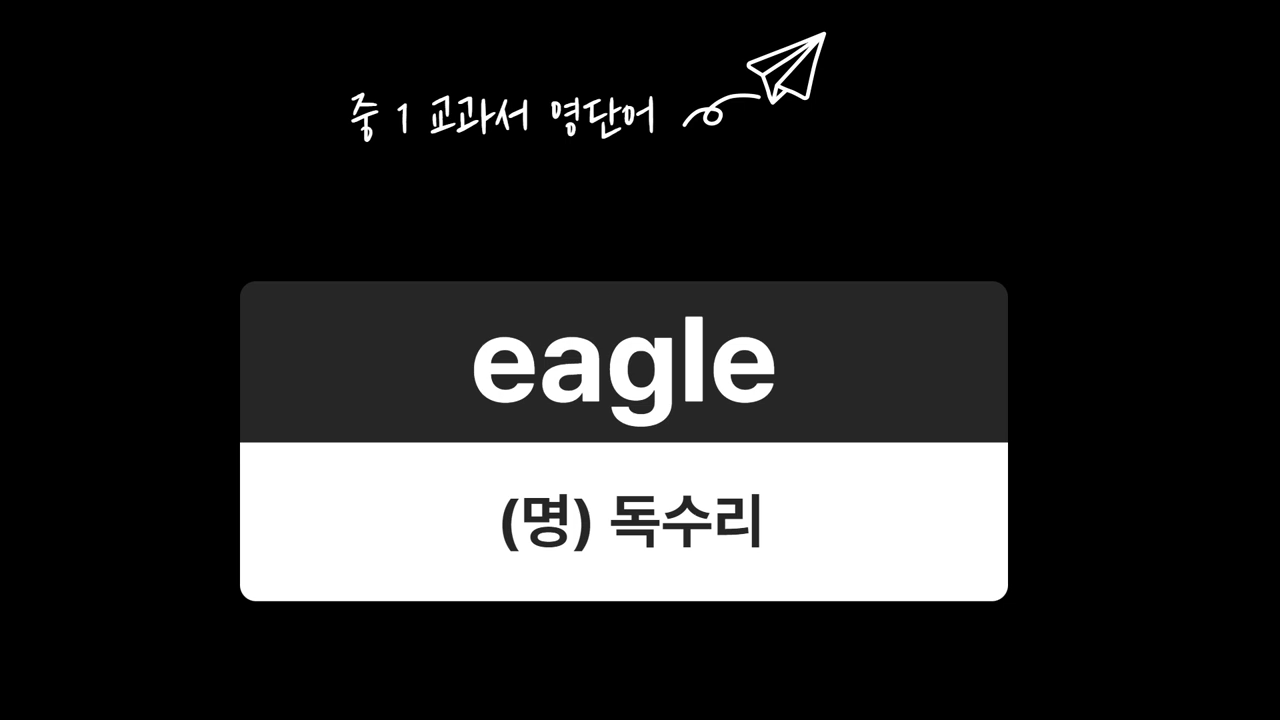 중 1 교과서 영단어
eagle
(명) 독수리